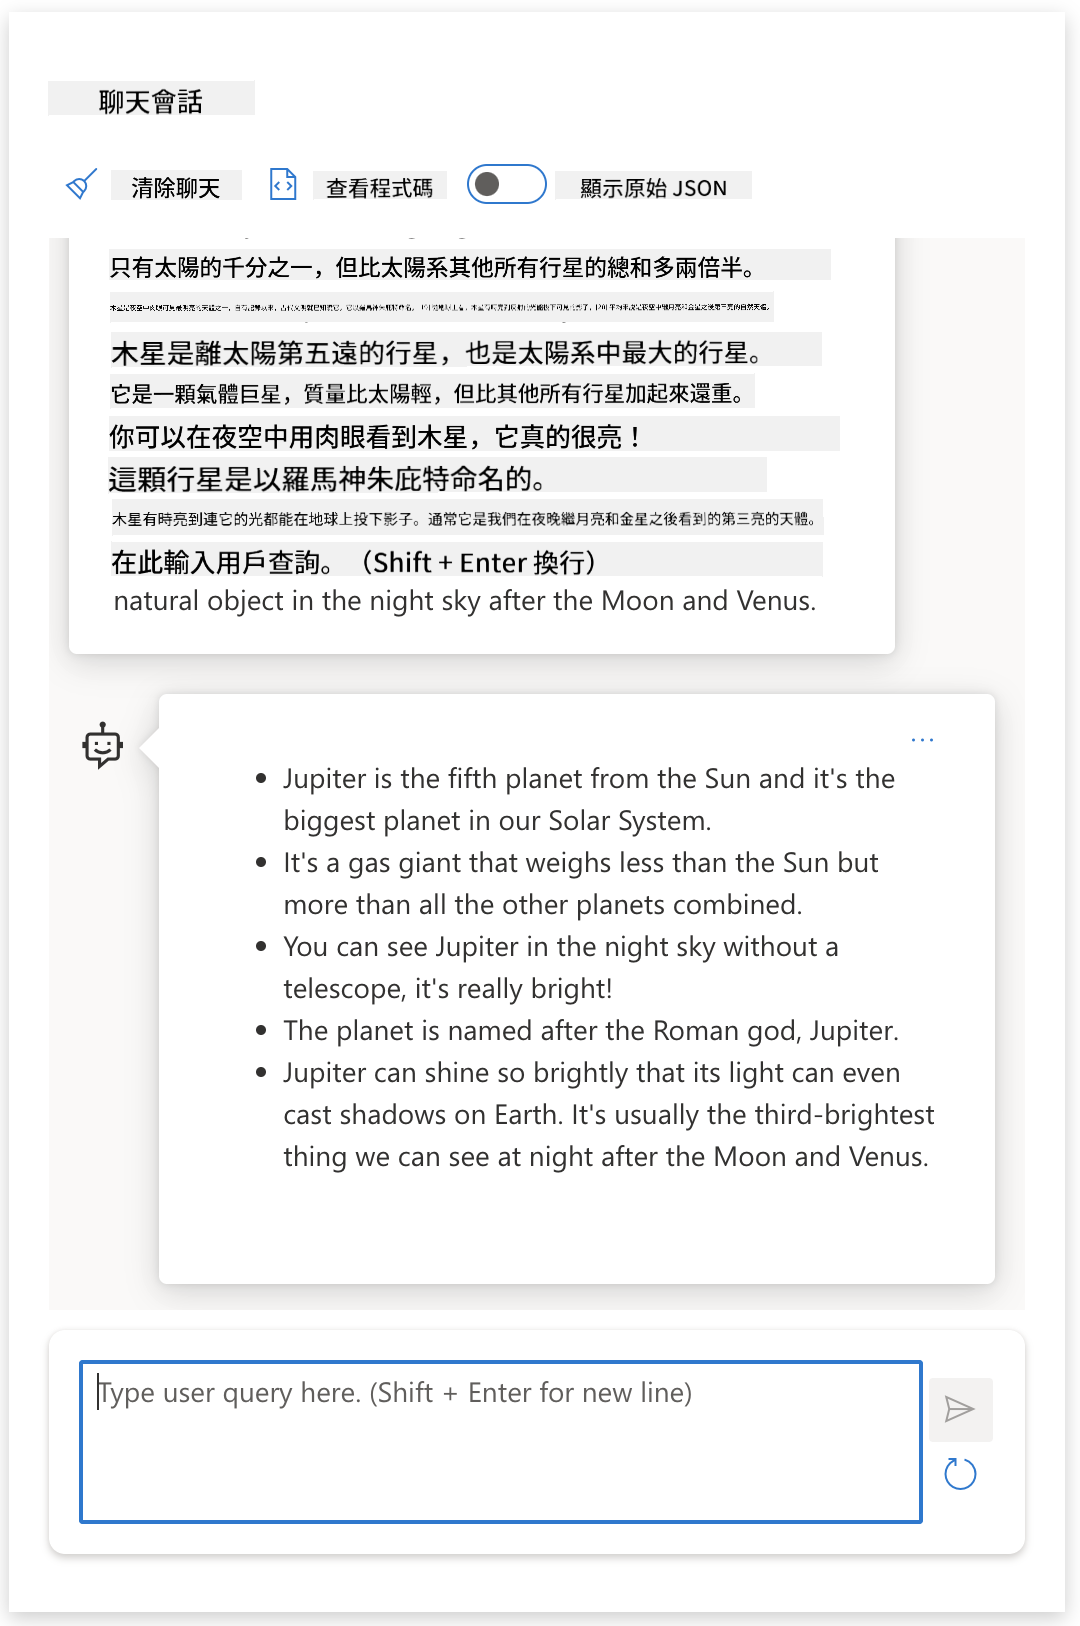 聊天會話
清除聊天 查看程式碼 顯示原始 JSON
只有太陽的千分之一，但比太陽系其他所有行星的總和多兩倍半。
木星是離太陽第五遠的行星，也是太陽系中最大的行星。
它是一顆氣體巨星，質量比太陽輕，但比其他所有行星加起來還重。
你可以在夜空中用肉眼看到木星，它真的很亮！
這顆行星是以羅馬神朱庇特命名的。
木星有時亮到連它的光都能在地球上投下影子。通常它是我們在夜晚繼月亮和金星之後看到的第三亮的天體。
在此輸入用戶查詢。（Shift + Enter 換行）
natural object in the night sky after the Moon and Venus.
• Jupiter is the fifth planet from the Sun and it's the
biggest planet in our Solar System.
• It's a gas giant that weighs less than the Sun but
more than all the other planets combined.
• You can see Jupiter in the night sky without a
telescope, it's really bright!
• The planet is named after the Roman god, Jupiter.
• Jupiter can shine so brightly that its light can even
cast shadows on Earth. It's usually the third-brightest
thing we can see at night after the Moon and Venus.
Type user query here. (Shift + Enter for new line)